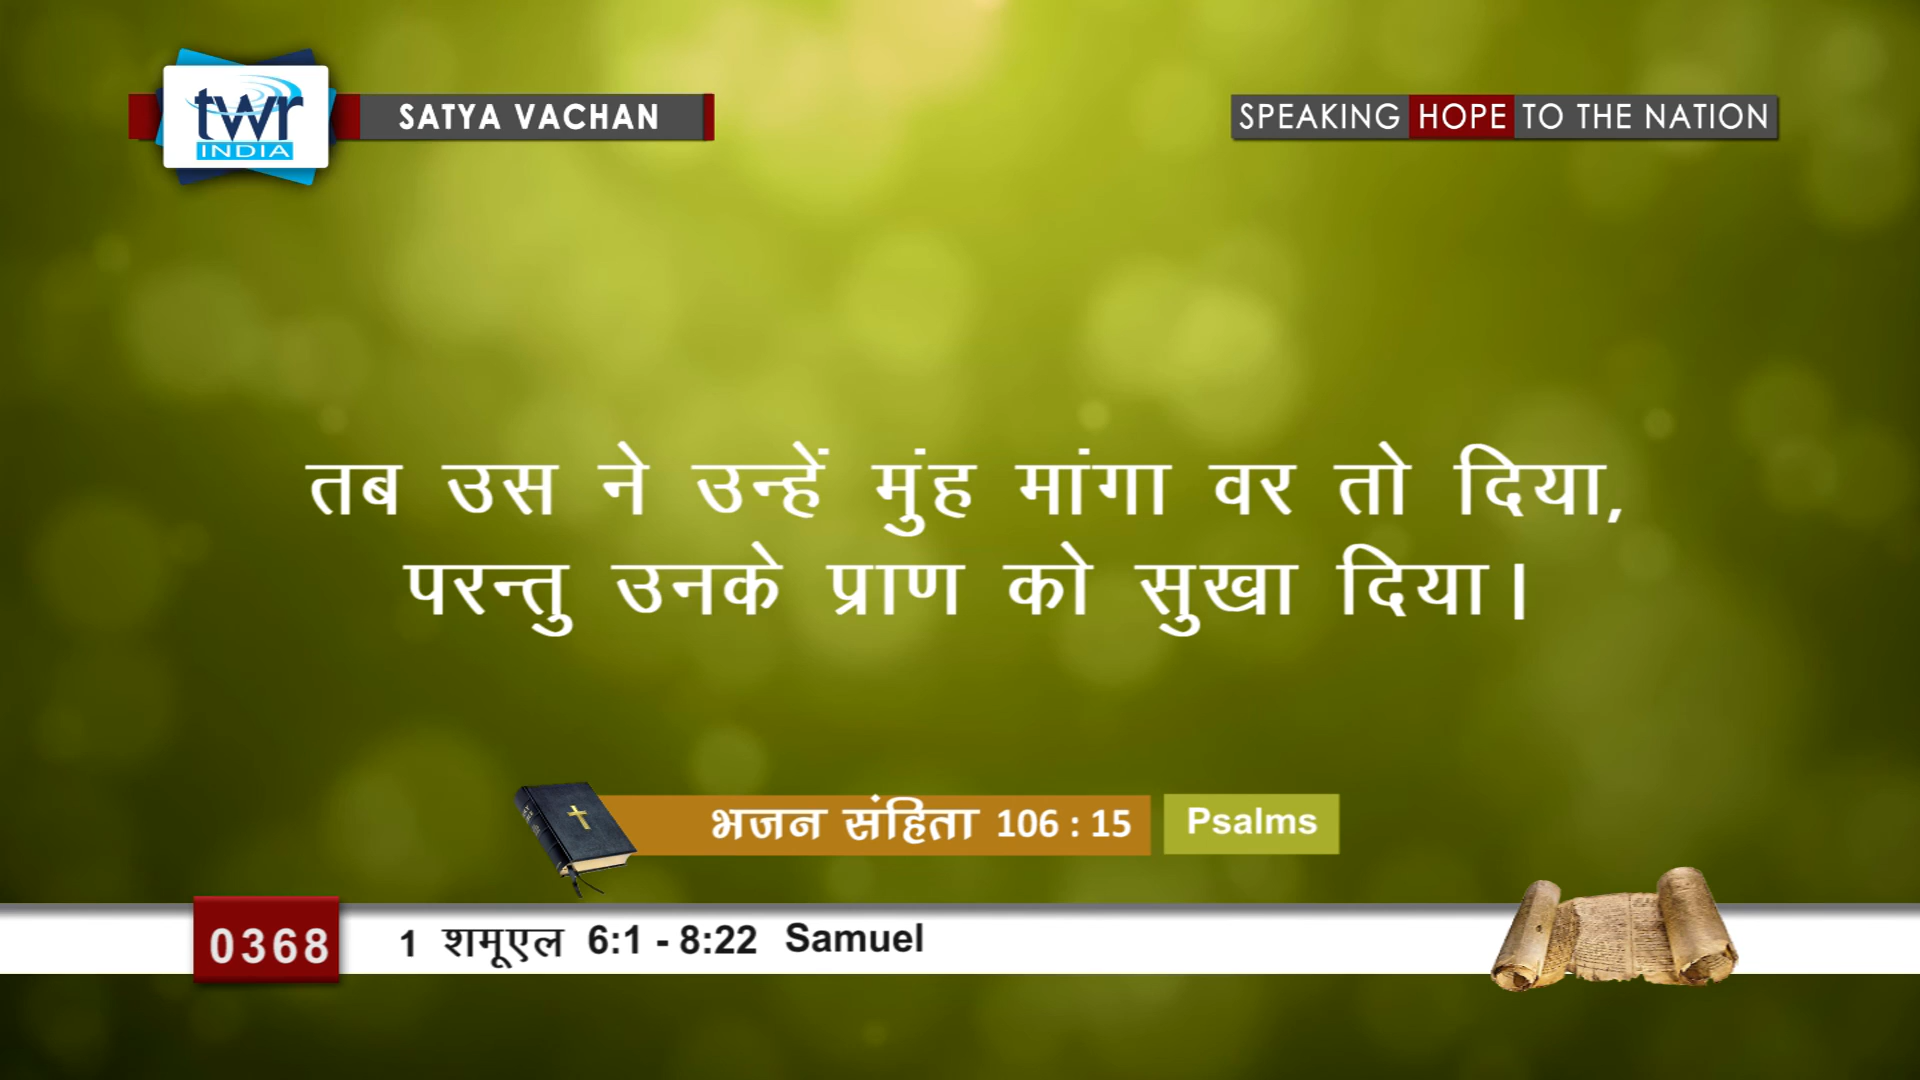 twr
INDIA
SATYA VACHAN
SPEAKING HOPE TO THE NATION
तब उस ने उन्हें मुंह मांगा वर तो दिया,
परन्तु उनके प्राण को सुखा दिया।
भजन संहिता 106 : 15 Psalms
0368 1 शमूएल 6:1 - 8:22 Samuel